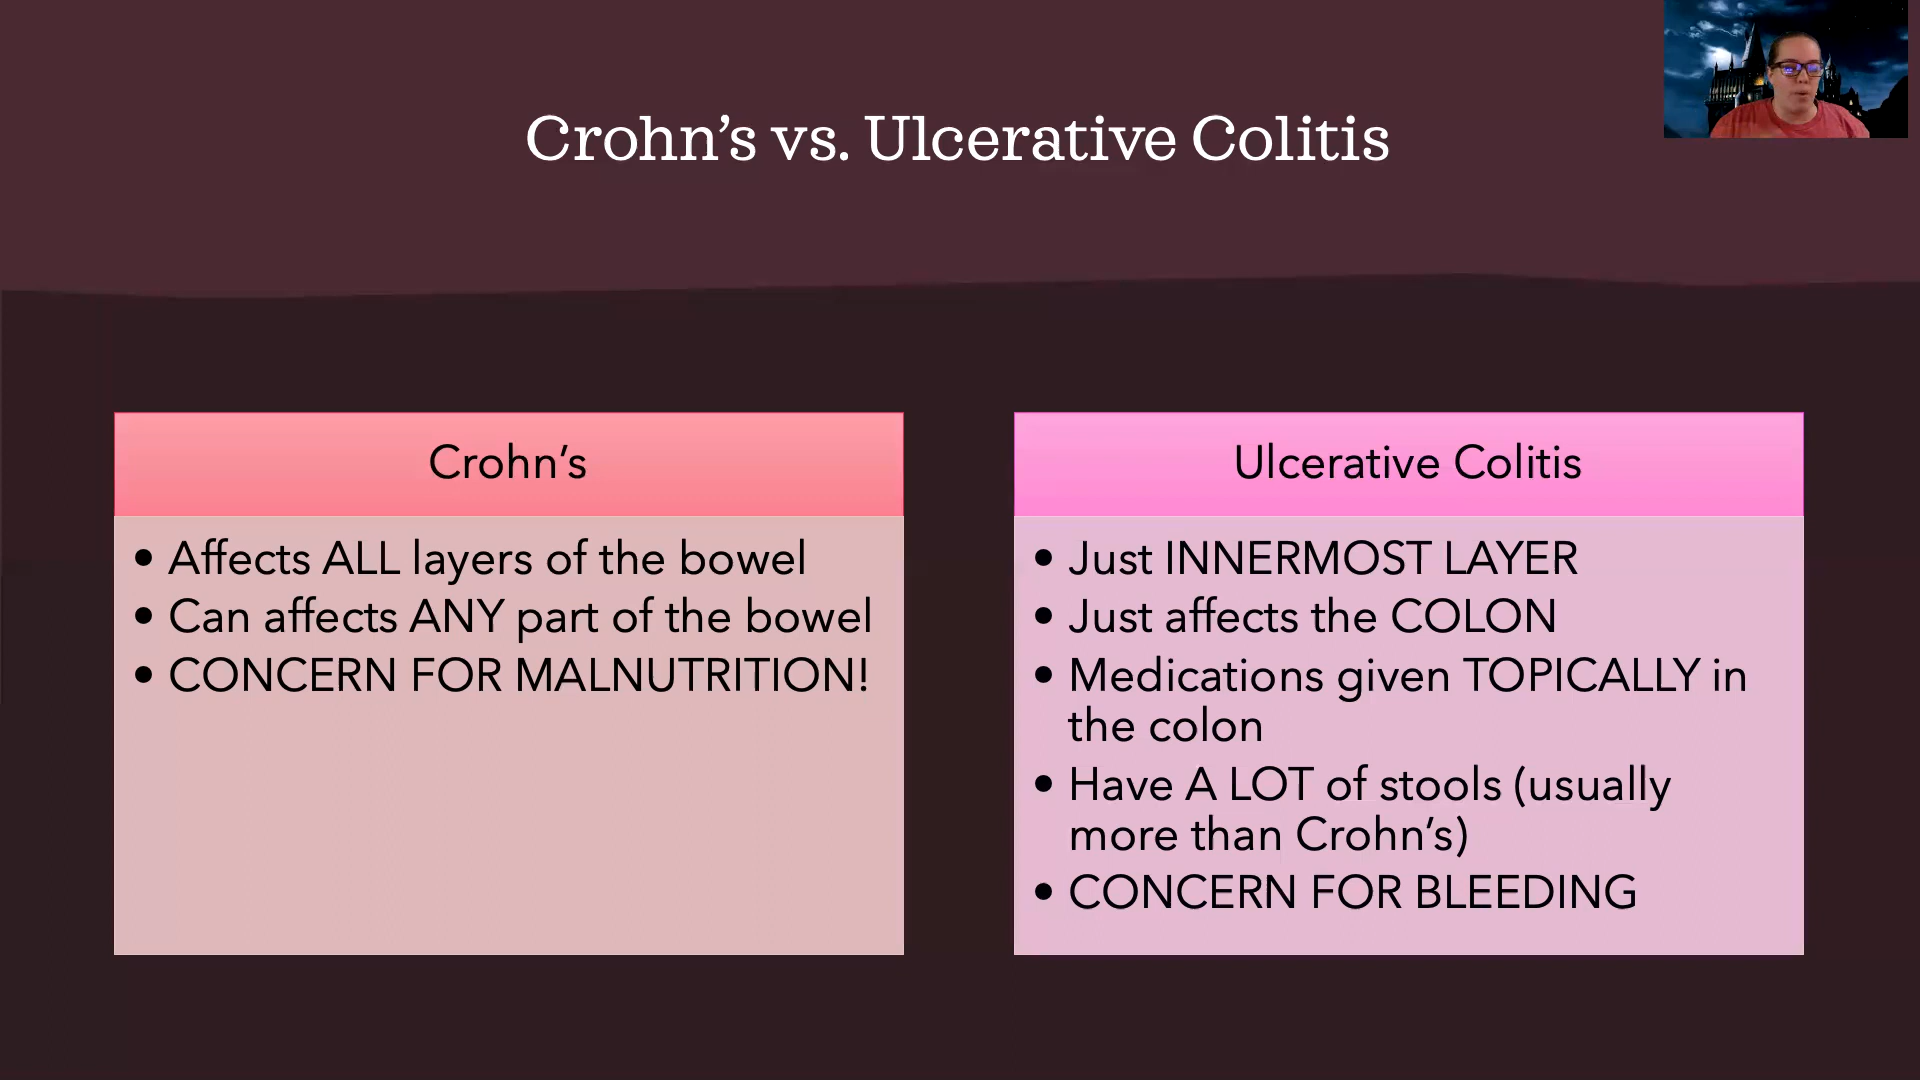 Crohn’s vs. Ulcerative Colitis
Crohn’s
• Affects ALL layers of the bowel
• Can affects ANY part of the bowel
• CONCERN FOR MALNUTRITION!
Ulcerative Colitis
• Just INNERMOST LAYER
• Just affects the COLON
• Medications given TOPICALLY in
the colon
• Have A LOT of stools (usually
more than Crohn’s)
• CONCERN FOR BLEEDING